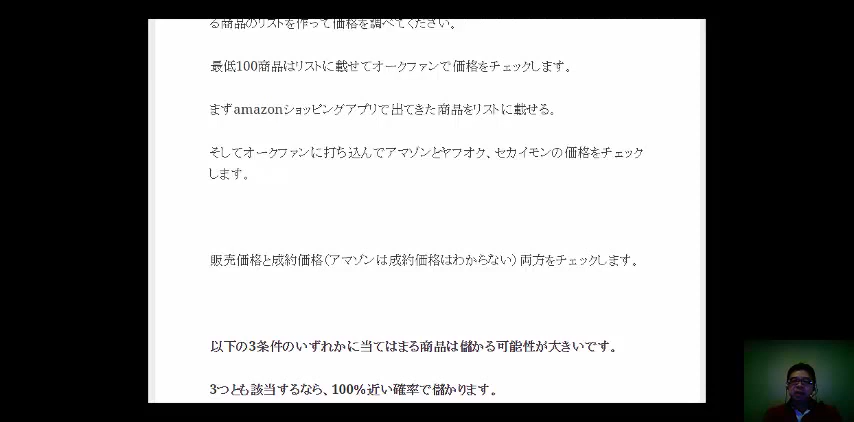 る商品のリストを作って価格を調べてください。
最低100商品はリストに載せてオークファンで価格をチェックします。
まずamazonショッピングアプリで出てきた商品をリストに載せる。
そしてオークファンに打ち込んでアマゾンとヤフオク、セカイモンの価格をチェック
します。
販売価格と成約価格（アマゾンは成約価格はわからない）両方をチェックします。
以下の3条件のいずれかに当てはまる商品は儲かる可能性が大きいです。
3つとも該当するなら、100%近い確率で儲かります。